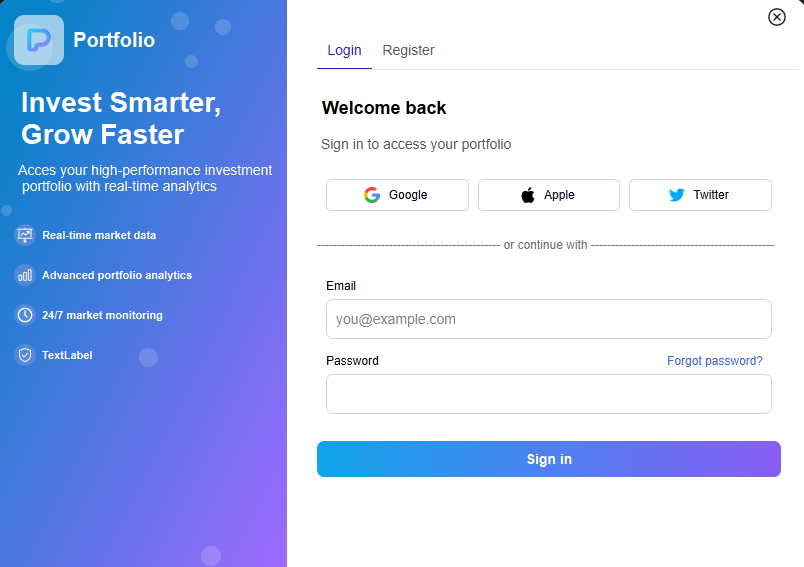 Portfolio
Invest Smarter,
Grow Faster
Acces your high-performance investment
portfolio with real-time analytics
Real-time market data
Advanced portfolio analytics
24/7 market monitoring
TextLabel
Login Register
Welcome back
Sign in to access your portfolio
Google Apple Twitter
or continue with
Email
you@example.com
Password Forgot password?
Sign in